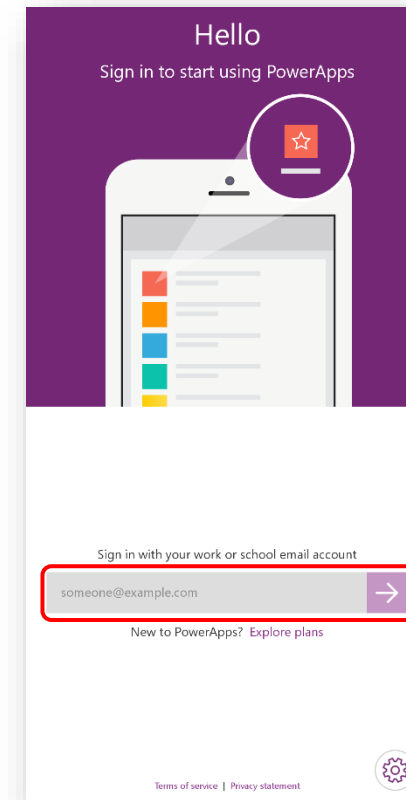 Hello
Sign in to start using PowerApps
Sign in with your work or school email account
someone@example.com
New to PowerApps? Explore plans
Terms of service | Privacy statement